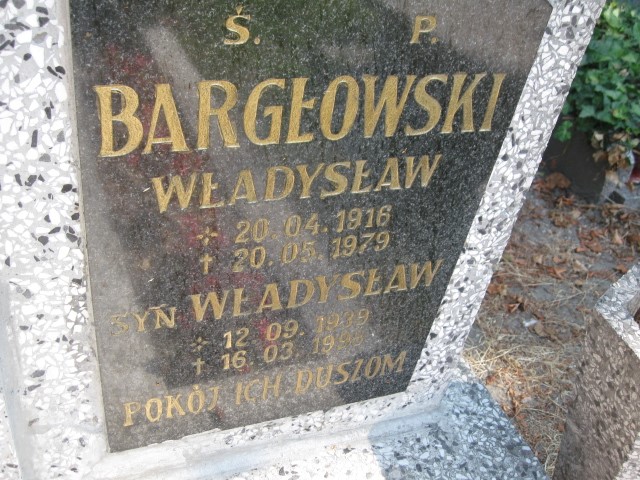 Ś. P.
BARGŁOWSKI
WŁADYSŁAW
* 20.04.1916
† 20.05.1979
SYN WŁADYSŁAW
* 12.09.
† 16.03.
POKÓJ ICH DUSZOM